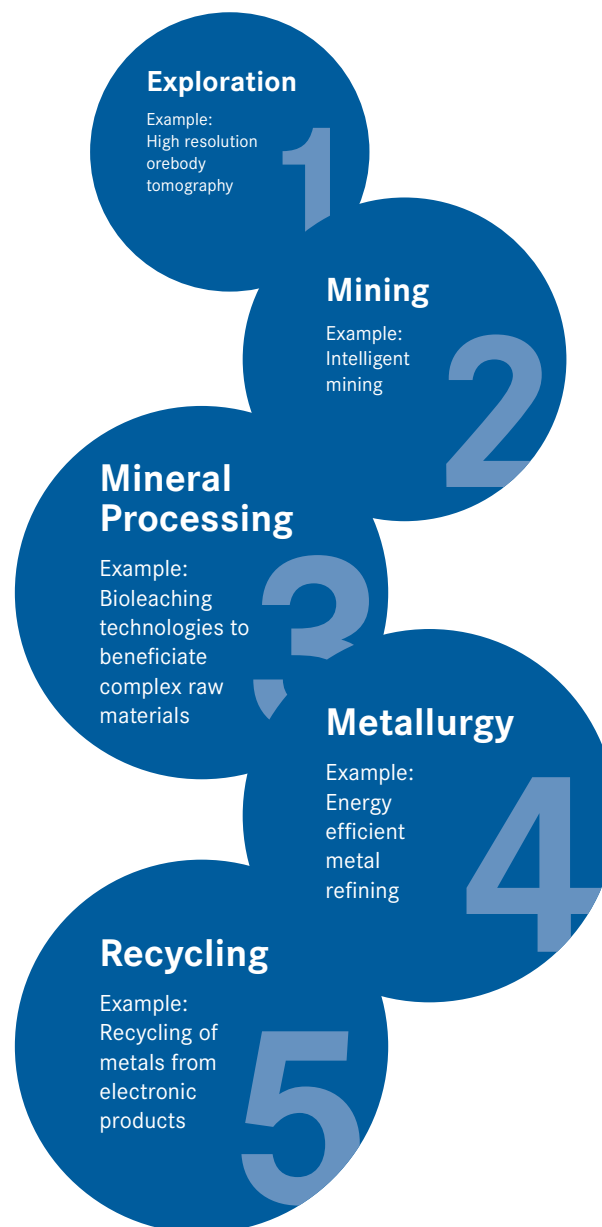 Exploration
Example:
High resolution
orebody
tomography
1
Mining
Example:
Intelligent
mining
2
Mineral
Processing
Example:
Bioleaching
technologies to
beneficiate
complex raw
materials
3
Metallurgy
Example:
Energy
efficient
metal
refining
4
Recycling
Example:
Recycling of
metals from
electronic
products
5